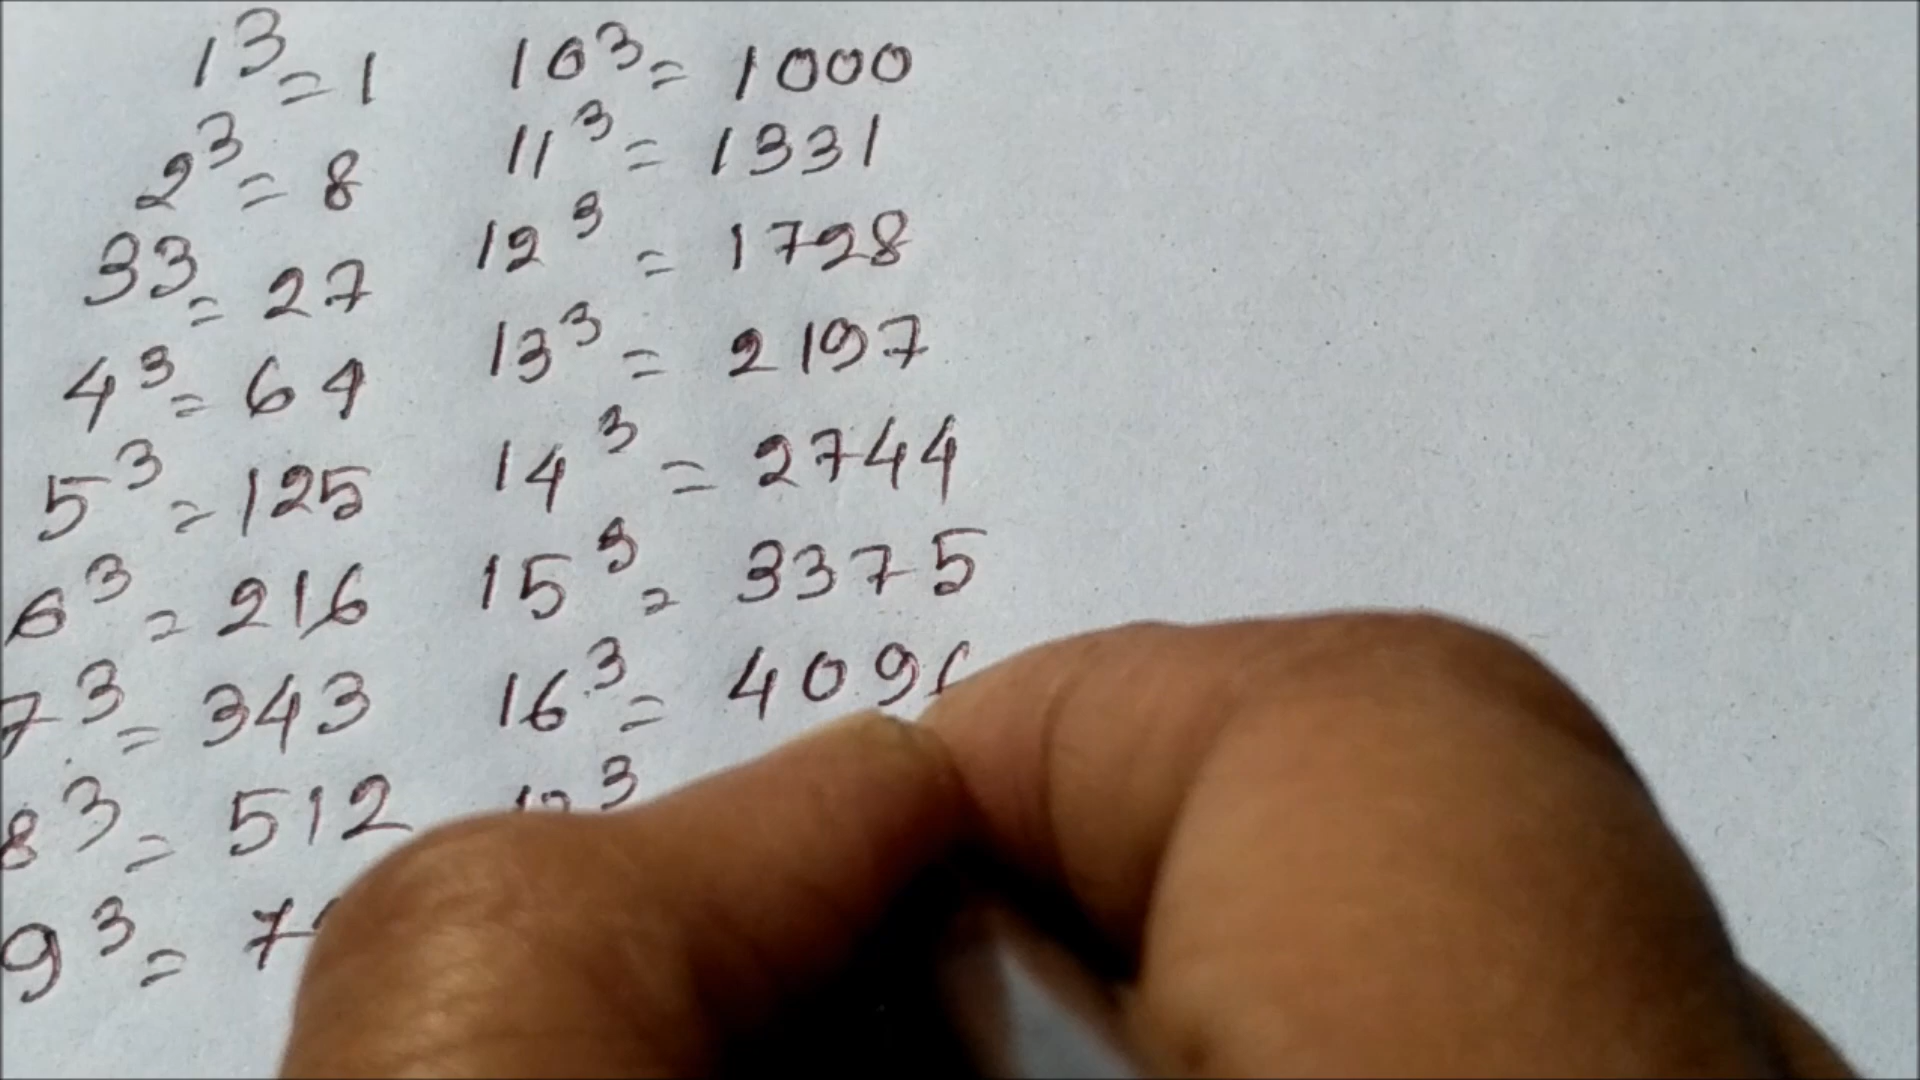 1³ = 1
2³ = 8
3³ = 27
4³ = 64
5³ = 125
6³ = 216
7³ = 343
8³ = 512
9³ = 7
10³ = 1000
11³ = 1331
12³ = 1728
13³ = 2197
14³ = 2744
15³ = 3375
16³ = 409